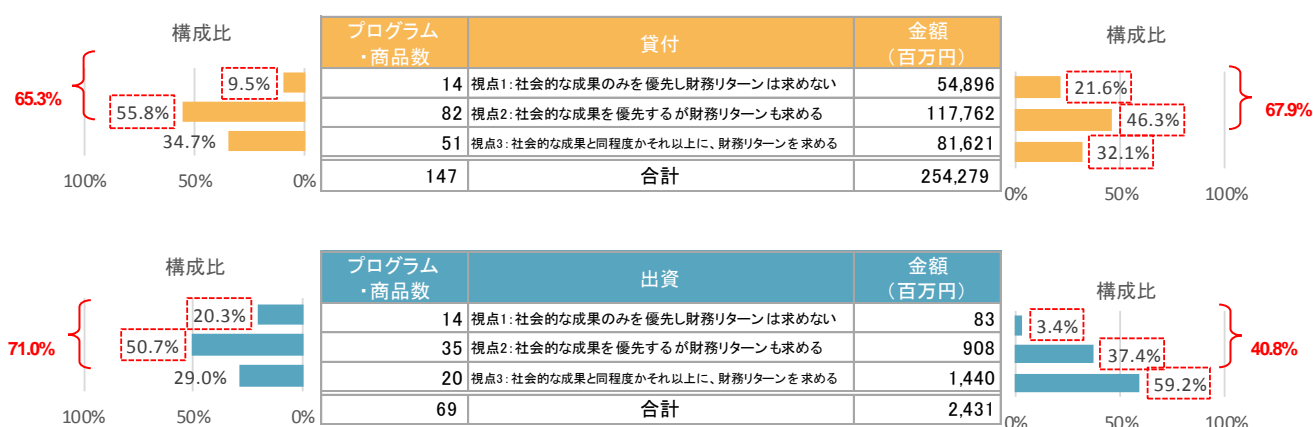 構成比
9.5%
55.8%
34.7%
65.3%
100% 50% 0%
プログラム・商品数 貸付 金額（百万円）
14 視点1：社会的な成果のみを優先し財務リターンは求めない 54,896
82 視点2：社会的な成果を優先するが財務リターンも求める 117,762
51 視点3：社会的な成果と同程度かそれ以上に、財務リターンを求める 81,621
147 合計 254,279
構成比
21.6%
46.3%
32.1%
67.9%
0% 50% 100%
構成比
20.3%
50.7%
29.0%
71.0%
100% 50% 0%
プログラム・商品数 出資 金額（百万円）
14 視点1：社会的な成果のみを優先し財務リターンは求めない 83
35 視点2：社会的な成果を優先するが財務リターンも求める 908
20 視点3：社会的な成果と同程度かそれ以上に、財務リターンを求める 1,440
69 合計 2,431
構成比
3.4%
37.4%
59.2%
40.8%
0% 50% 100%